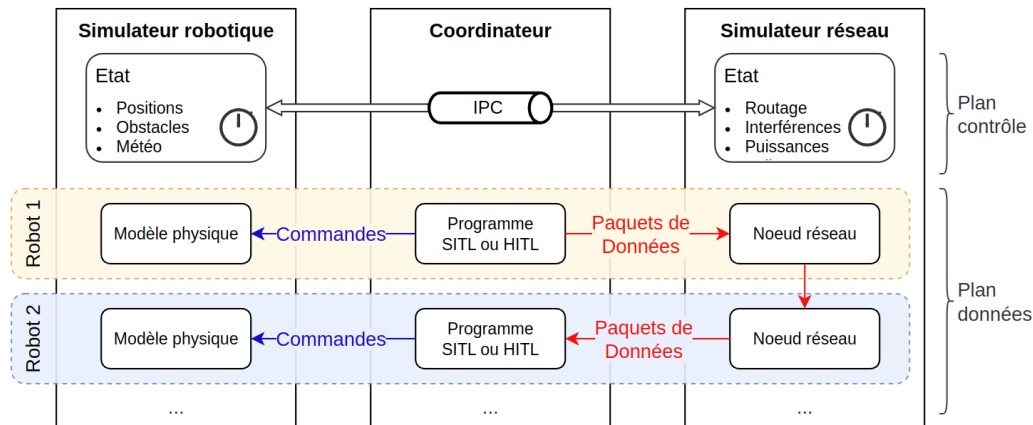 Simulateur robotique
Coordinateur
Simulateur réseau
Etat
• Positions
• Obstacles
• Météo
IPC
Etat
• Routage
• Interférences
• Puissances
Plan
contrôle
Robot 1
Modèle physique
Commandes
Programme
SITL ou HITL
Paquets de
Données
Noeud réseau
Robot 2
Modèle physique
Commandes
Programme
SITL ou HITL
Paquets de
Données
Noeud réseau
Plan
données
...
...
...